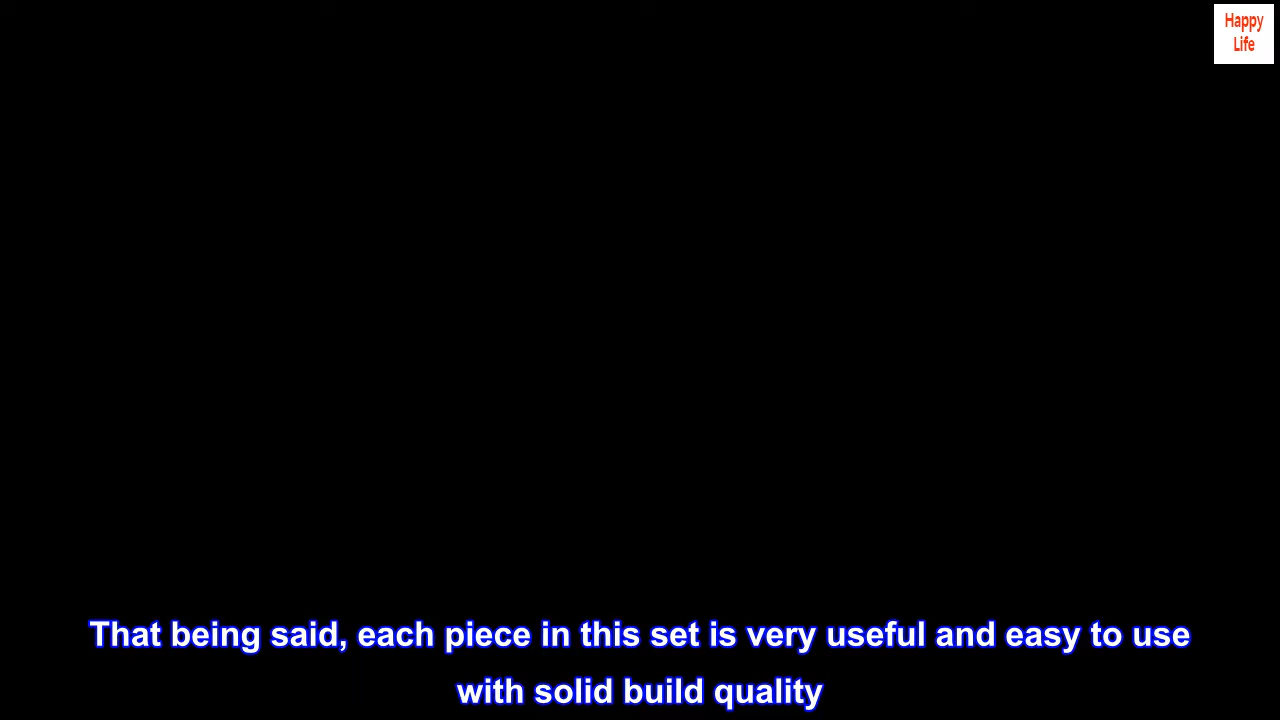 Happy
Life
That being said, each piece in this set is very useful and easy to use
with solid build quality